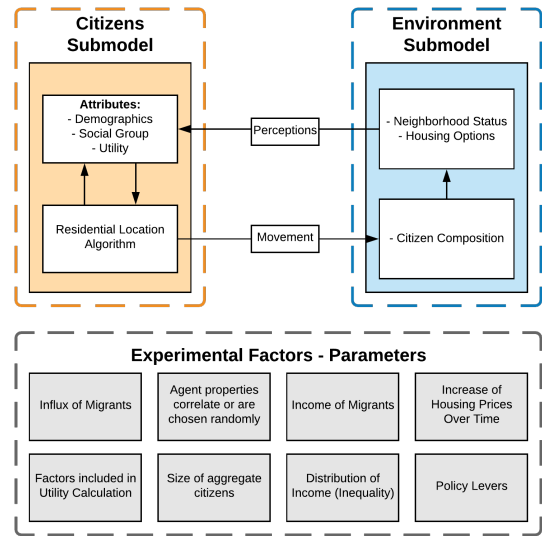 Citizens
Submodel
Attributes:
- Demographics
- Social Group
- Utility
Residential Location
Algorithm
Perceptions
Movement
Environment
Submodel
- Neighborhood Status
- Housing Options
- Citizen Composition
Experimental Factors - Parameters
Influx of Migrants
Agent properties
correlate or are
chosen randomly
Income of Migrants
Increase of
Housing Prices
Over Time
Factors included in
Utility Calculation
Size of aggregate
citizens
Distribution of
Income (Inequality)
Policy Levers